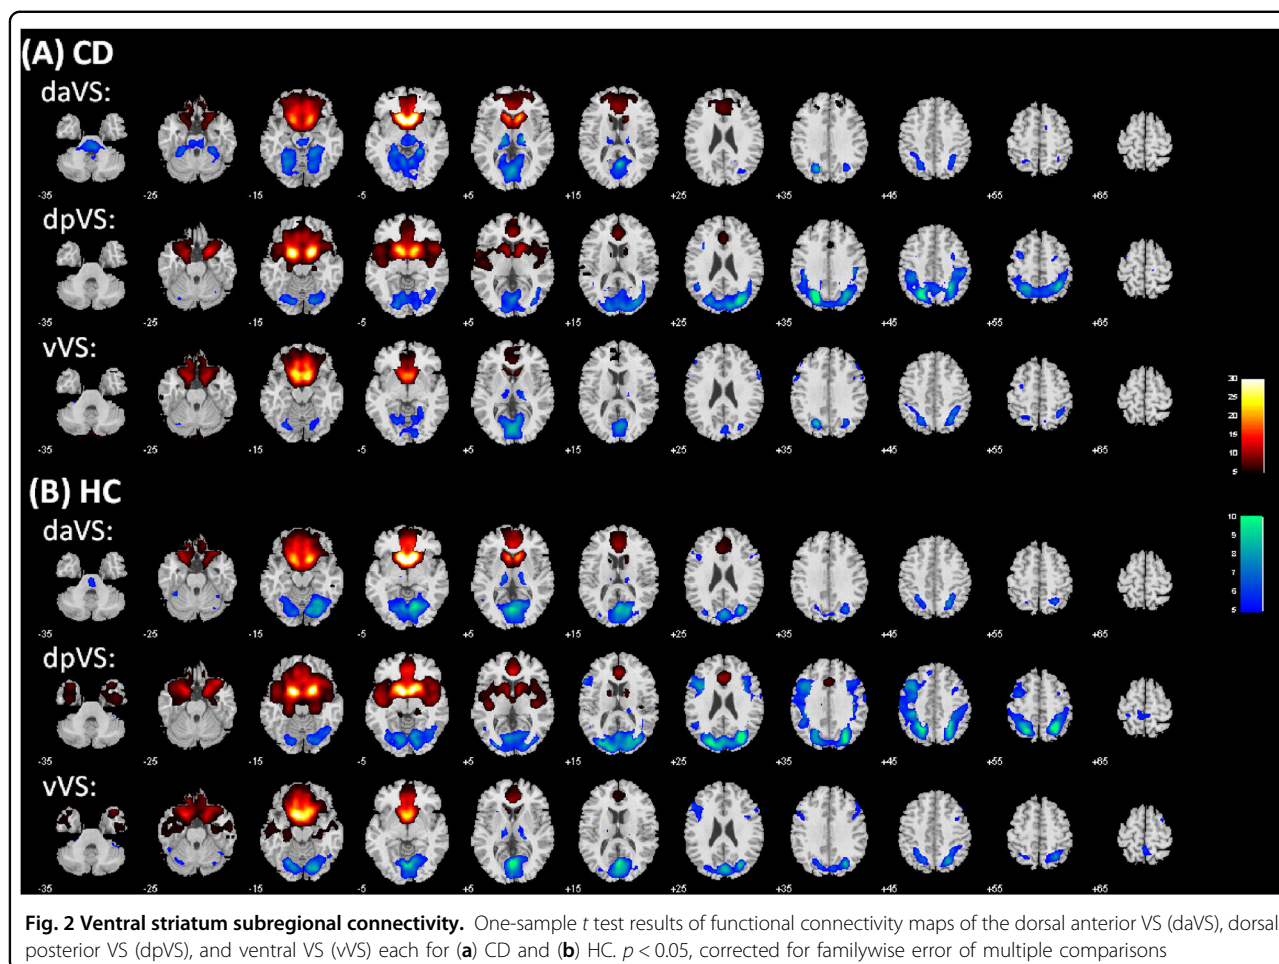 (A) CD
daVS:
-35 -25 -15 -5 +5 +15 +25 +35 +45 +55 +65
dpVS:
-35 -25 -15 -5 +5 +15 +25 +35 +45 +55 +65
vVS:
-35 -25 -15 -5 +5 +15 +25 +35 +45 +55 +65
30
25
20
15
10
5
(B) HC
daVS:
-35 -25 -15 -5 +5 +15 +25 +35 +45 +55 +65
10
9
8
7
6
5
dpVS:
-35 -25 -15 -5 +5 +15 +25 +35 +45 +55 +65
vVS:
-35 -25 -15 -5 +5 +15 +25 +35 +45 +55 +65
Fig. 2 Ventral striatum subregional connectivity. One-sample t test results of functional connectivity maps of the dorsal anterior VS (daVS), dorsal
posterior VS (dpVS), and ventral VS (vVS) each for (a) CD and (b) HC. p < 0.05, corrected for familywise error of multiple comparisons